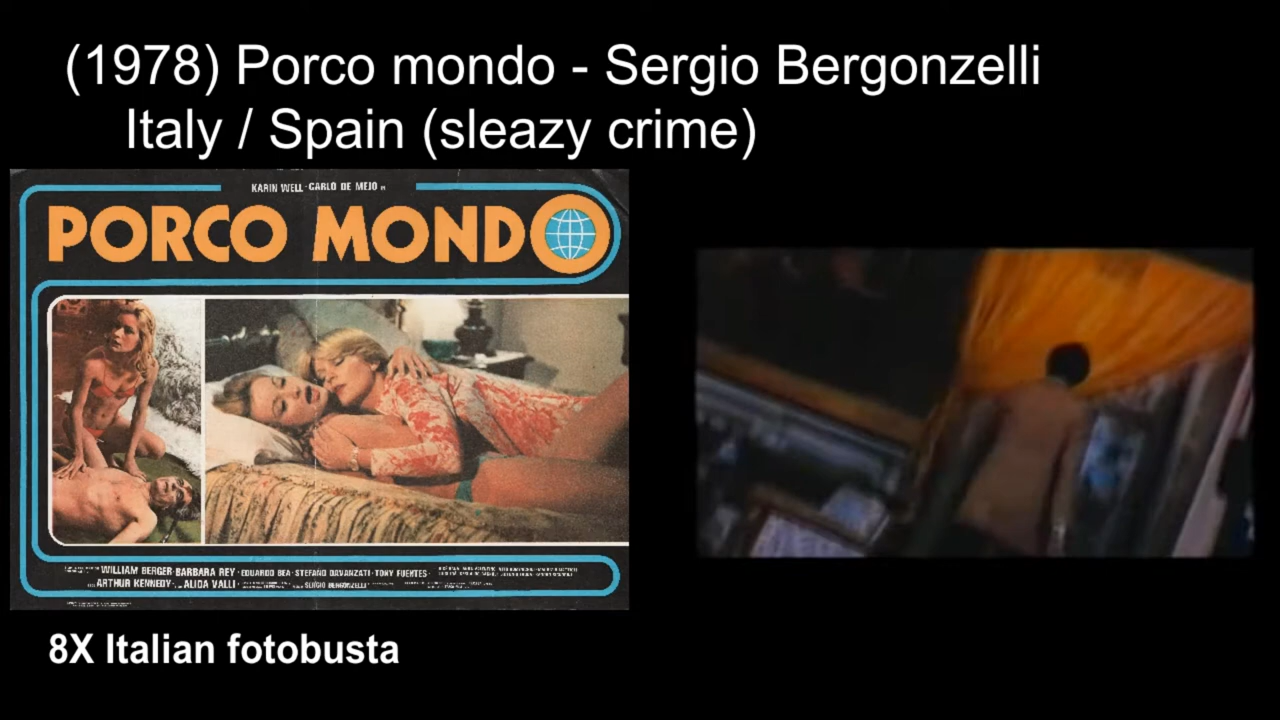 (1978) Porco mondo - Sergio Bergonzelli
Italy / Spain (sleazy crime)
KARIN WELL · CARLO DE MEJO IN
PORCO MONDO
WILLIAM BERGER · BARBARA REY · EDUARDO BEA · STEFANO DAVANZATI · TONY FUENTES
ARTHUR KENNEDY ALIDA VALLI SERGIO BERGONZELLI
8X Italian fotobusta